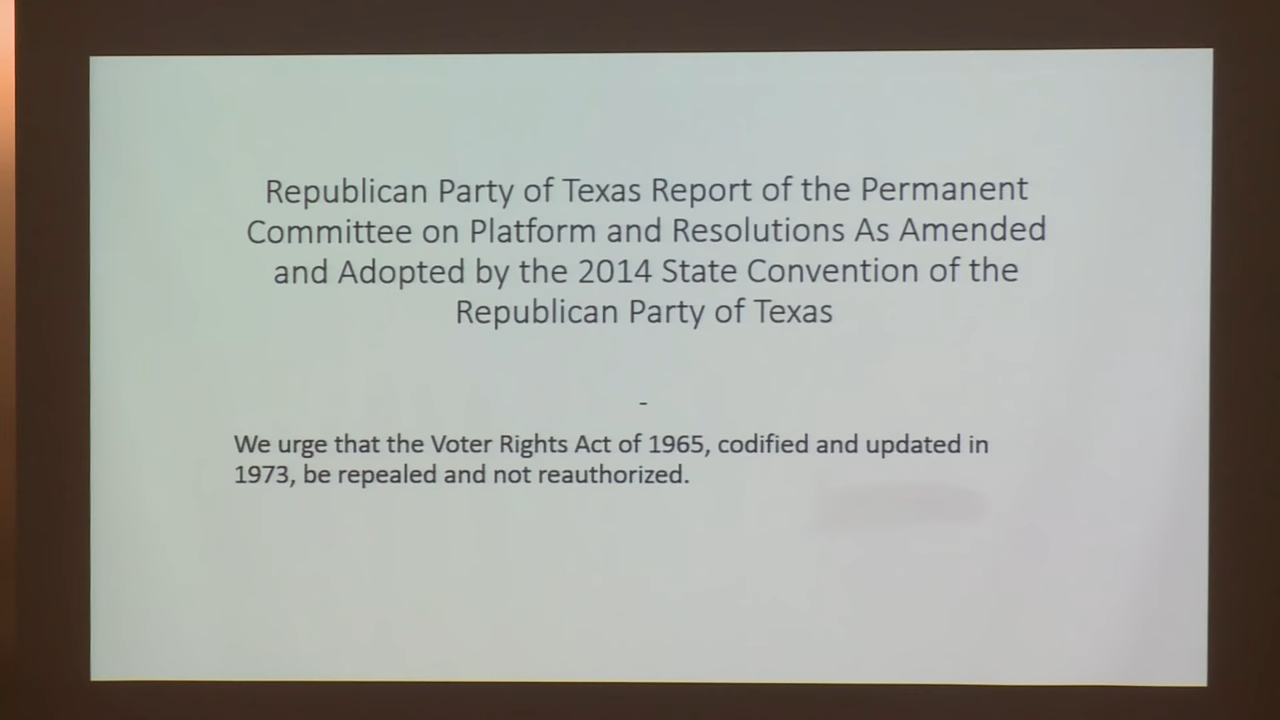 Republican Party of Texas Report of the Permanent
Committee on Platform and Resolutions As Amended
and Adopted by the 2014 State Convention of the
Republican Party of Texas
-
We urge that the Voter Rights Act of 1965, codified and updated in
1973, be repealed and not reauthorized.